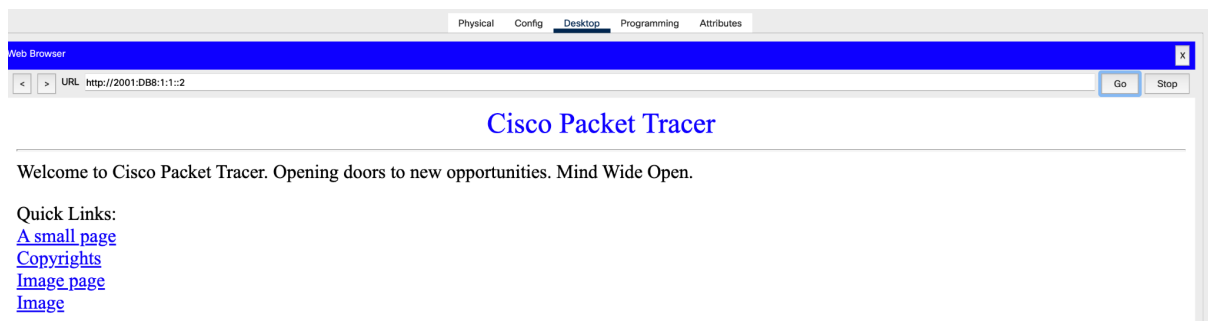 Physical Config Desktop Programming Attributes
Web Browser X
< > URL http://2001:DB8:1:1::2 Go Stop
Cisco Packet Tracer
Welcome to Cisco Packet Tracer. Opening doors to new opportunities. Mind Wide Open.
Quick Links:
A small page
Copyrights
Image page
Image